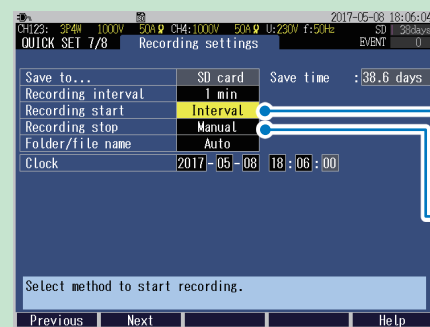 2017-05-08 18:06:04
CH123: 3P4W 1000V 50A CH4:1000V 50A U:230V f:50Hz SD 38days
QUICK SET 7/8 Recording settings EVENT 0
Save to... SD card Save time :38.6 days
Recording interval 1 min
Recording start Interval
Recording stop Manual
Folder/file name Auto
Clock 2017-05-08 18:06:00
Select method to start recording.
Previous Next Help